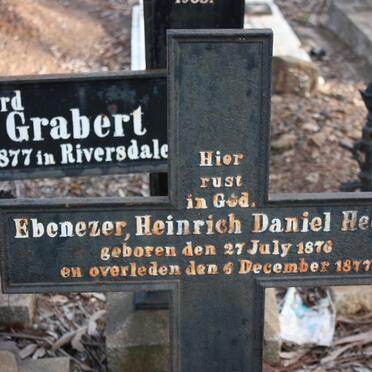 1903.
rd
Grabert
877 in Riversdale
Hier
rust
in God.
Ebenezer, Heinrich Daniel He
geboren den 27 July 1876
en overleden den 6 December 1877